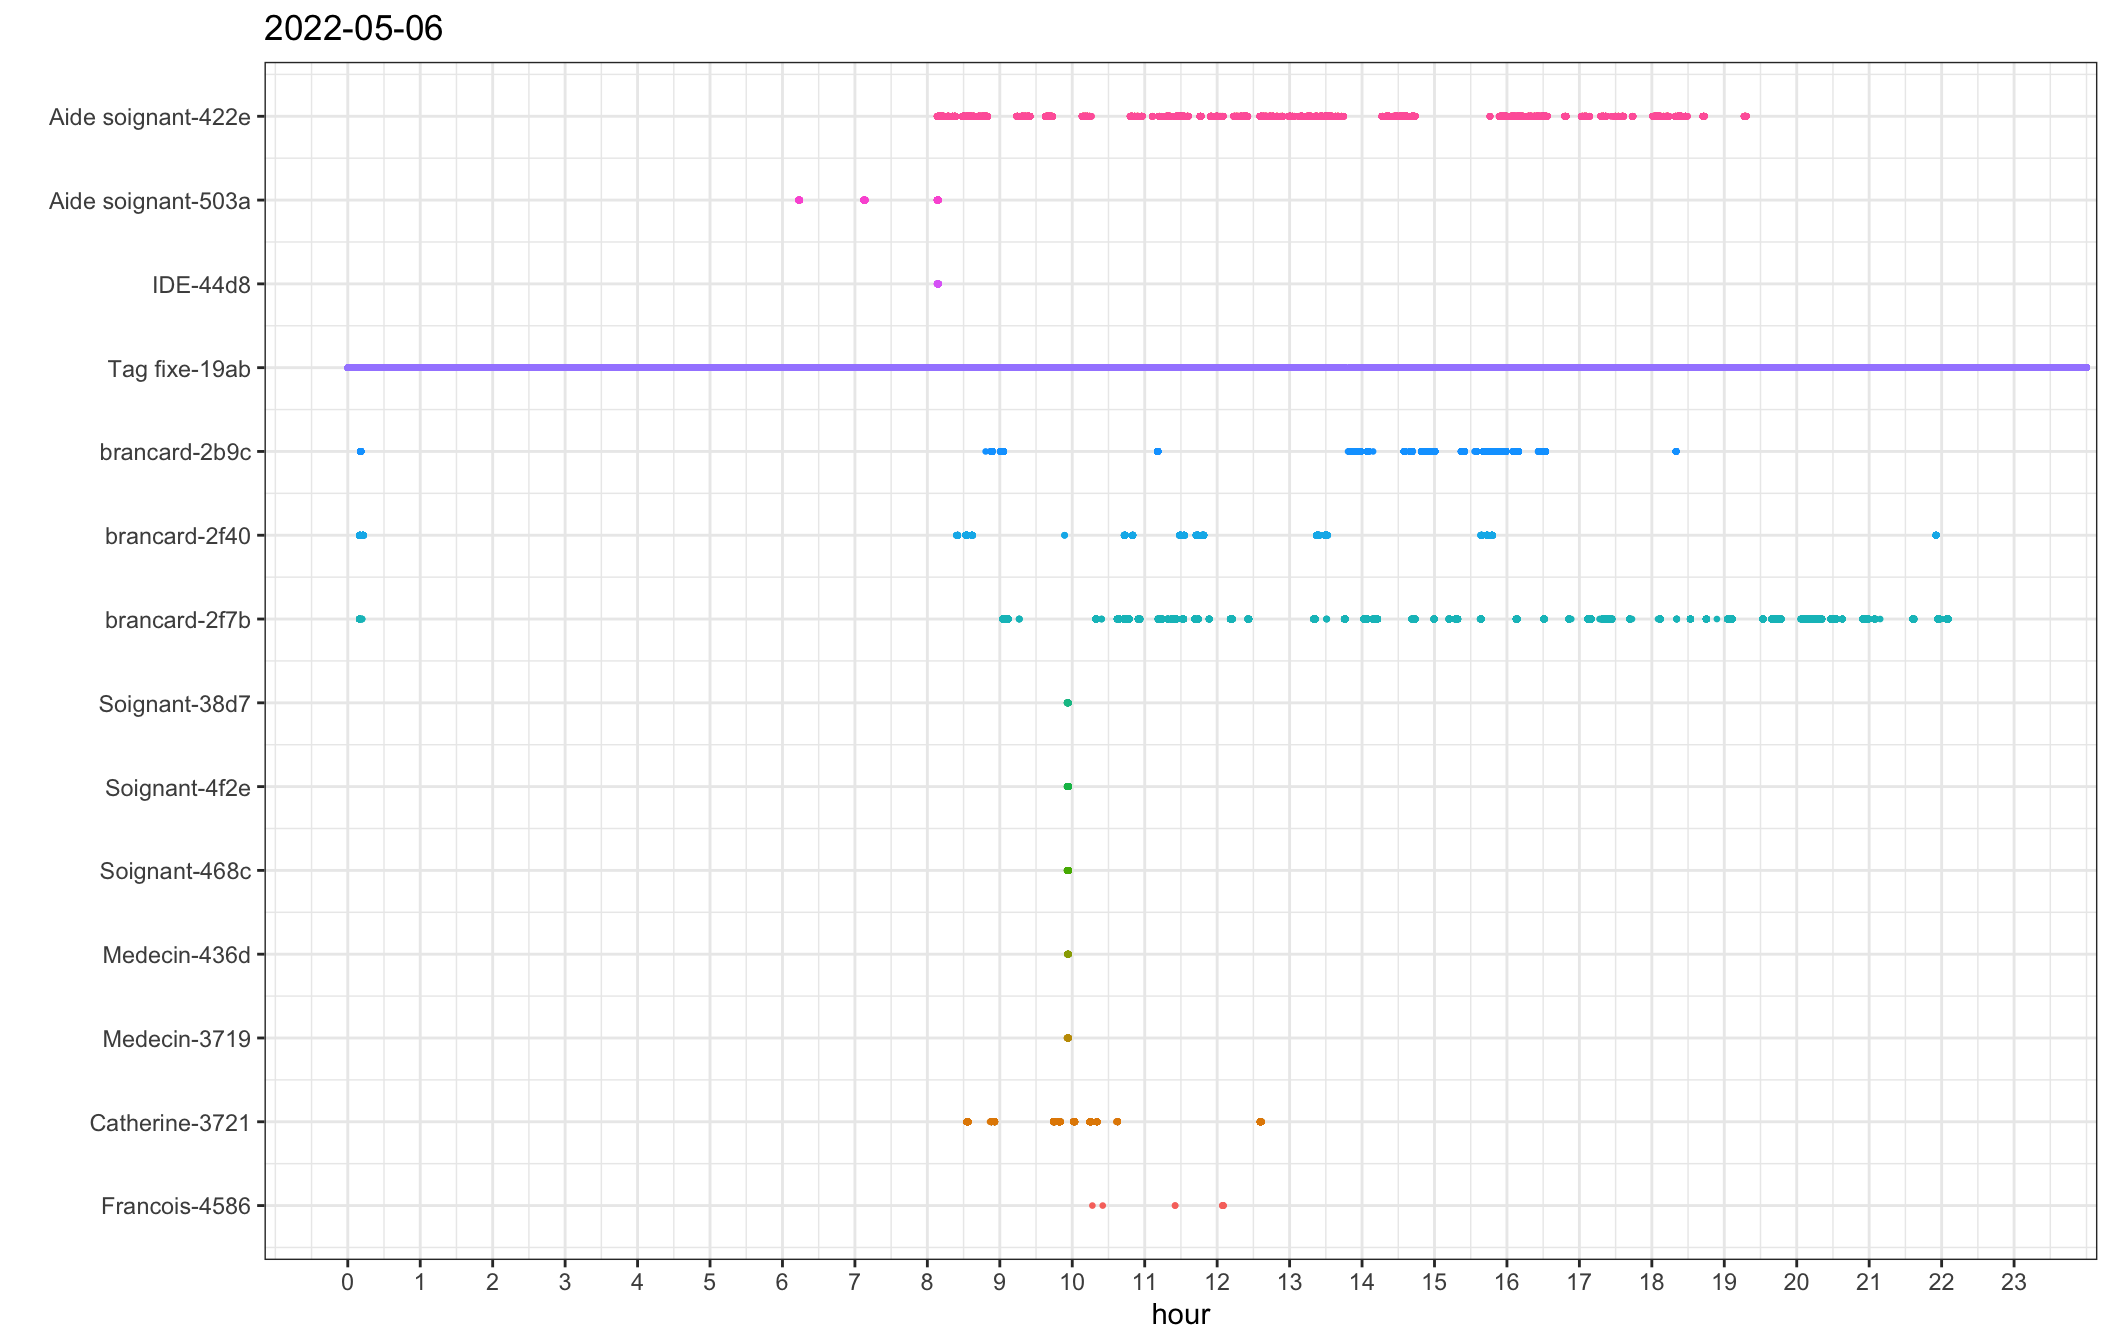 2022-05-06
Aide soignant-422e
Aide soignant-503a
IDE-44d8
Tag fixe-19ab
brancard-2b9c
brancard-2f40
brancard-2f7b
Soignant-38d7
Soignant-4f2e
Soignant-468c
Medecin-436d
Medecin-3719
Catherine-3721
Francois-4586
0 1 2 3 4 5 6 7 8 9 10 11 12 13 14 15 16 17 18 19 20 21 22 23
hour